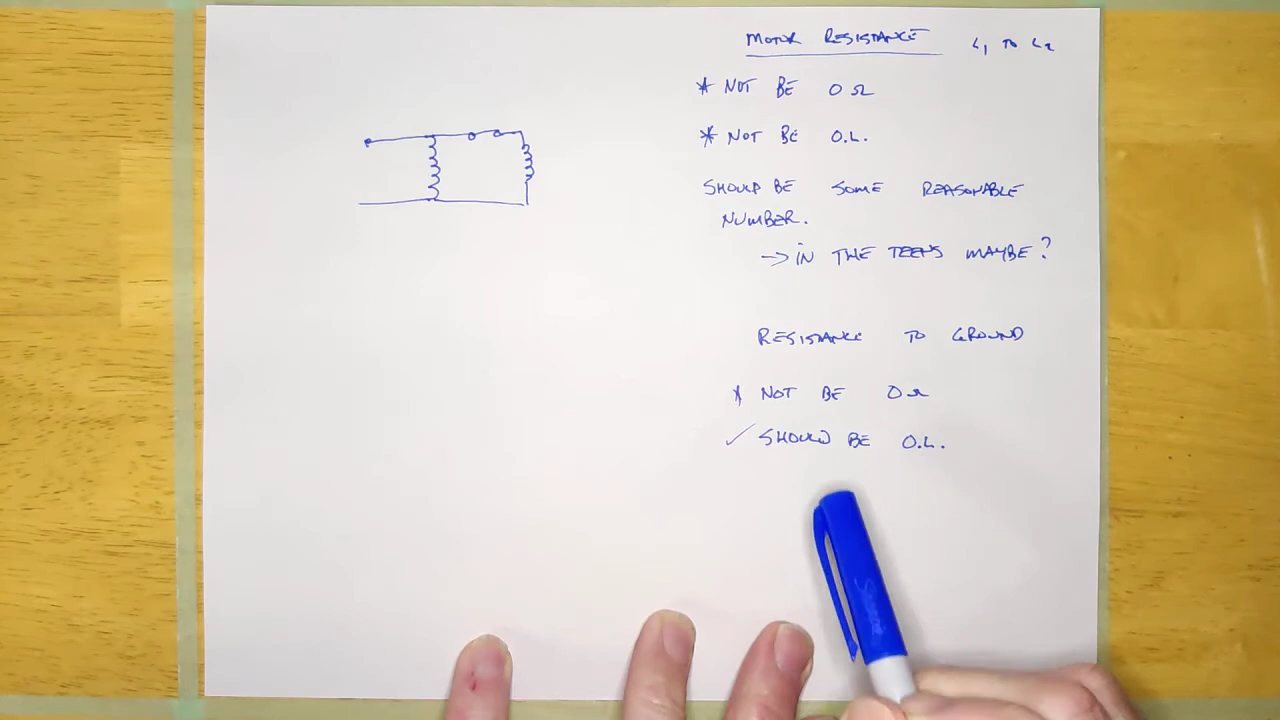 MOTOR RESISTANCE L1 TO L2
* NOT BE 0 Ω
* NOT BE O.L.
SHOULD BE SOME REASONABLE
NUMBER.
-> IN THE TEENS MAYBE?
RESISTANCE TO GROUND
* NOT BE 0 Ω
✓ SHOULD BE O.L.
Sharpie